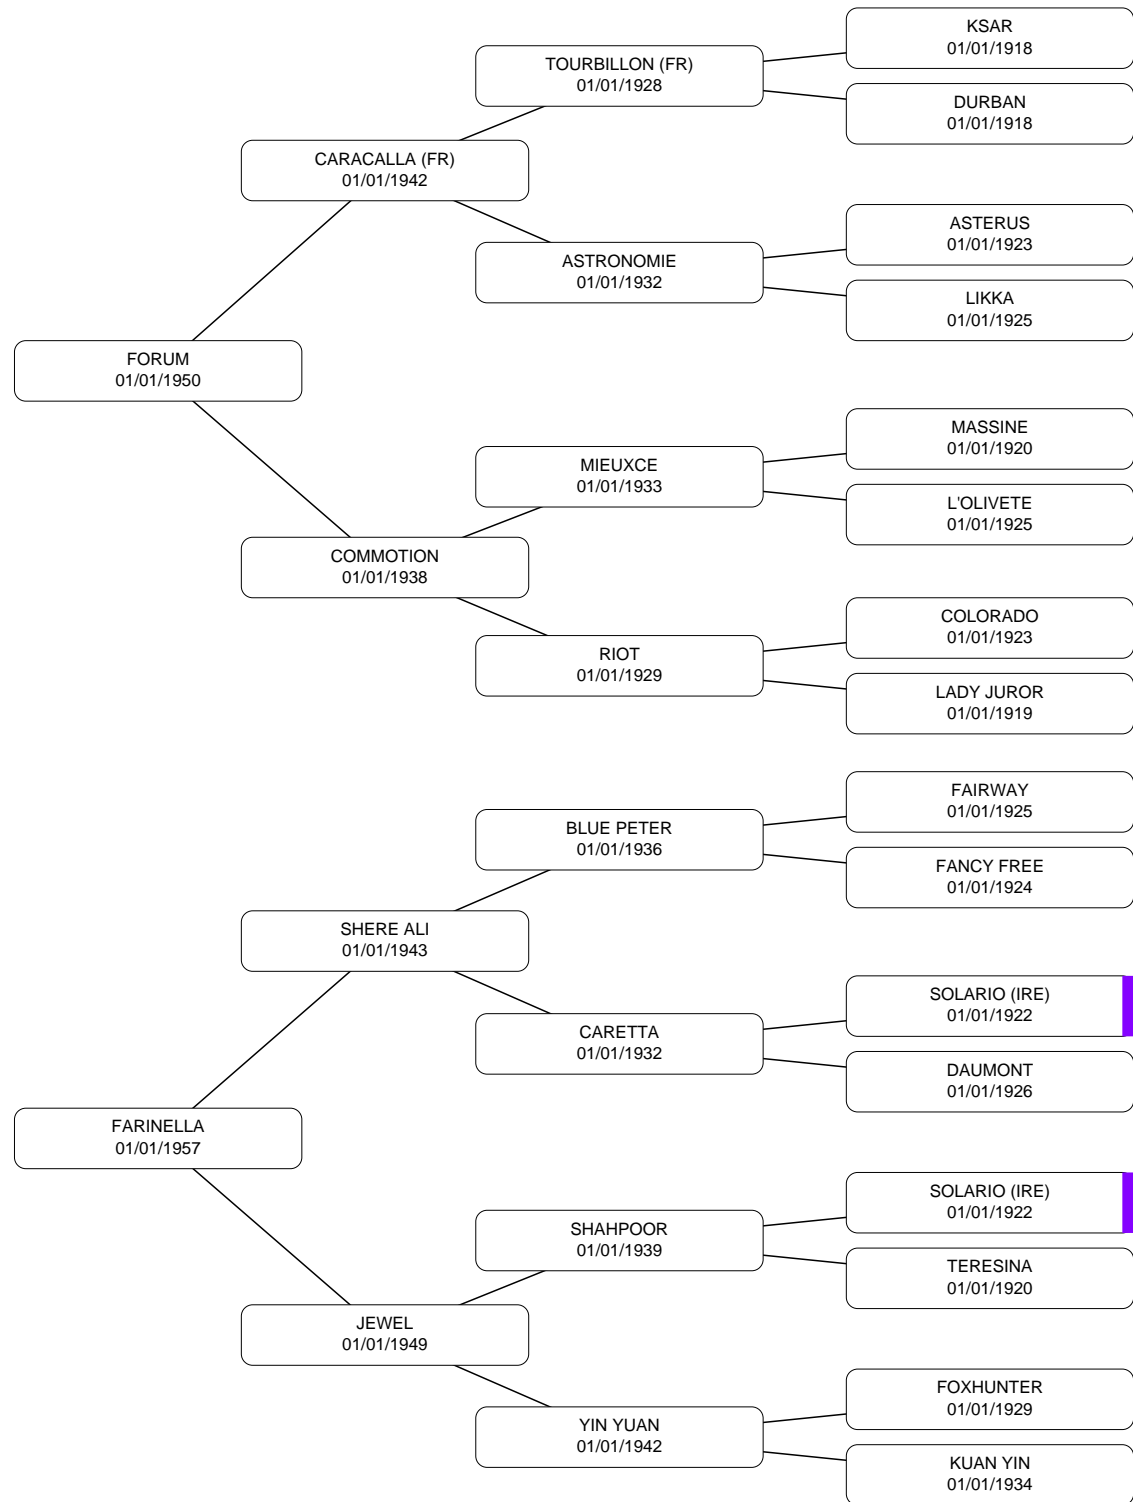 KSAR
01/01/1918
TOURBILLON (FR)
01/01/1928
DURBAN
01/01/1918
CARACALLA (FR)
01/01/1942
ASTERUS
01/01/1923
ASTRONOMIE
01/01/1932
LIKKA
01/01/1925
FORUM
01/01/1950
MASSINE
01/01/1920
MIEUXCE
01/01/1933
L'OLIVETE
01/01/1925
COMMOTION
01/01/1938
COLORADO
01/01/1923
RIOT
01/01/1929
LADY JUROR
01/01/1919
FAIRWAY
01/01/1925
BLUE PETER
01/01/1936
FANCY FREE
01/01/1924
SHERE ALI
01/01/1943
SOLARIO (IRE)
01/01/1922
CARETTA
01/01/1932
DAUMONT
01/01/1926
FARINELLA
01/01/1957
SOLARIO (IRE)
01/01/1922
SHAHPOOR
01/01/1939
TERESINA
01/01/1920
JEWEL
01/01/1949
FOXHUNTER
01/01/1929
YIN YUAN
01/01/1942
KUAN YIN
01/01/1934